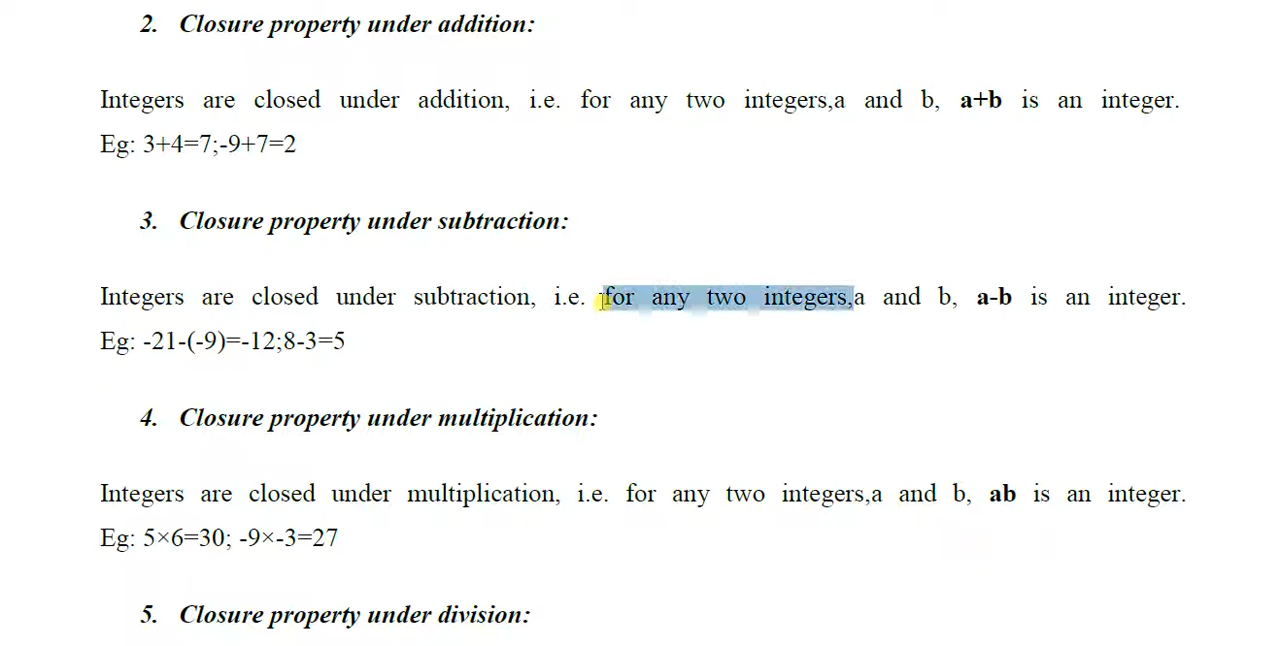 2. Closure property under addition:
Integers are closed under addition, i.e. for any two integers,a and b, a+b is an integer.
Eg: 3+4=7;-9+7=2
3. Closure property under subtraction:
Integers are closed under subtraction, i.e. for any two integers,a and b, a-b is an integer.
Eg: -21-(-9)=-12;8-3=5
4. Closure property under multiplication:
Integers are closed under multiplication, i.e. for any two integers,a and b, ab is an integer.
Eg: 5×6=30; -9×-3=27
5. Closure property under division: